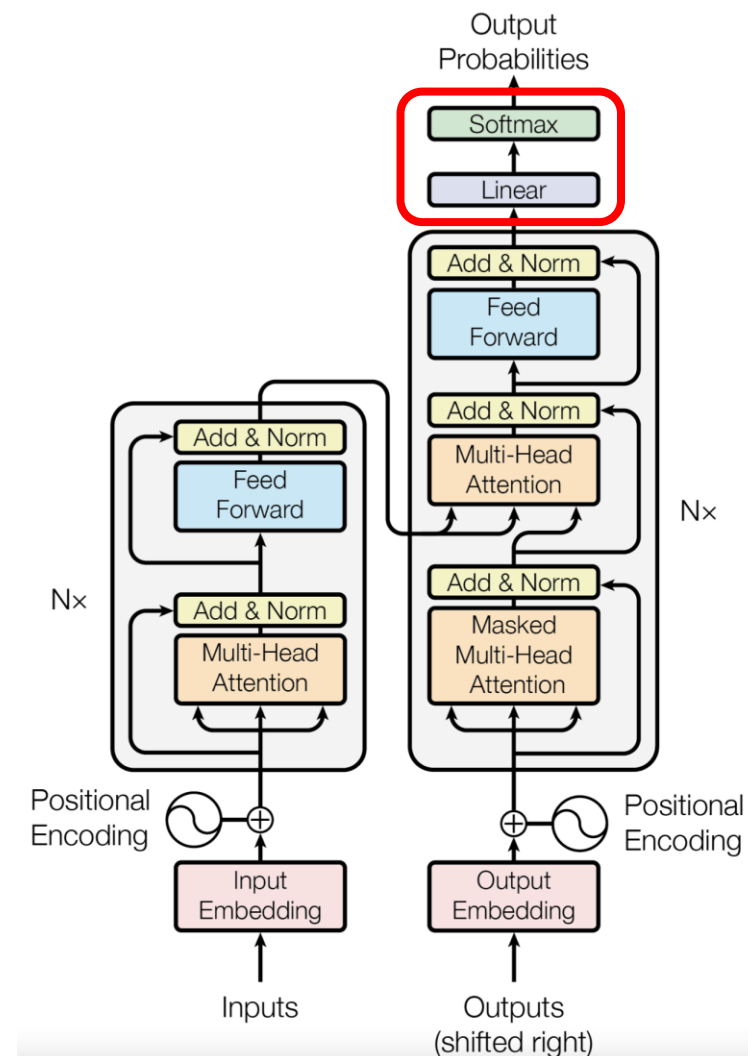 Output
Probabilities
Softmax
Linear
Add & Norm
Feed
Forward
Add & Norm
Multi-Head
Attention
Nx
Add & Norm
Masked
Multi-Head
Attention
Add & Norm
Feed
Forward
Nx
Add & Norm
Multi-Head
Attention
Positional
Encoding
Positional
Encoding
Input
Embedding
Output
Embedding
Inputs
Outputs
(shifted right)